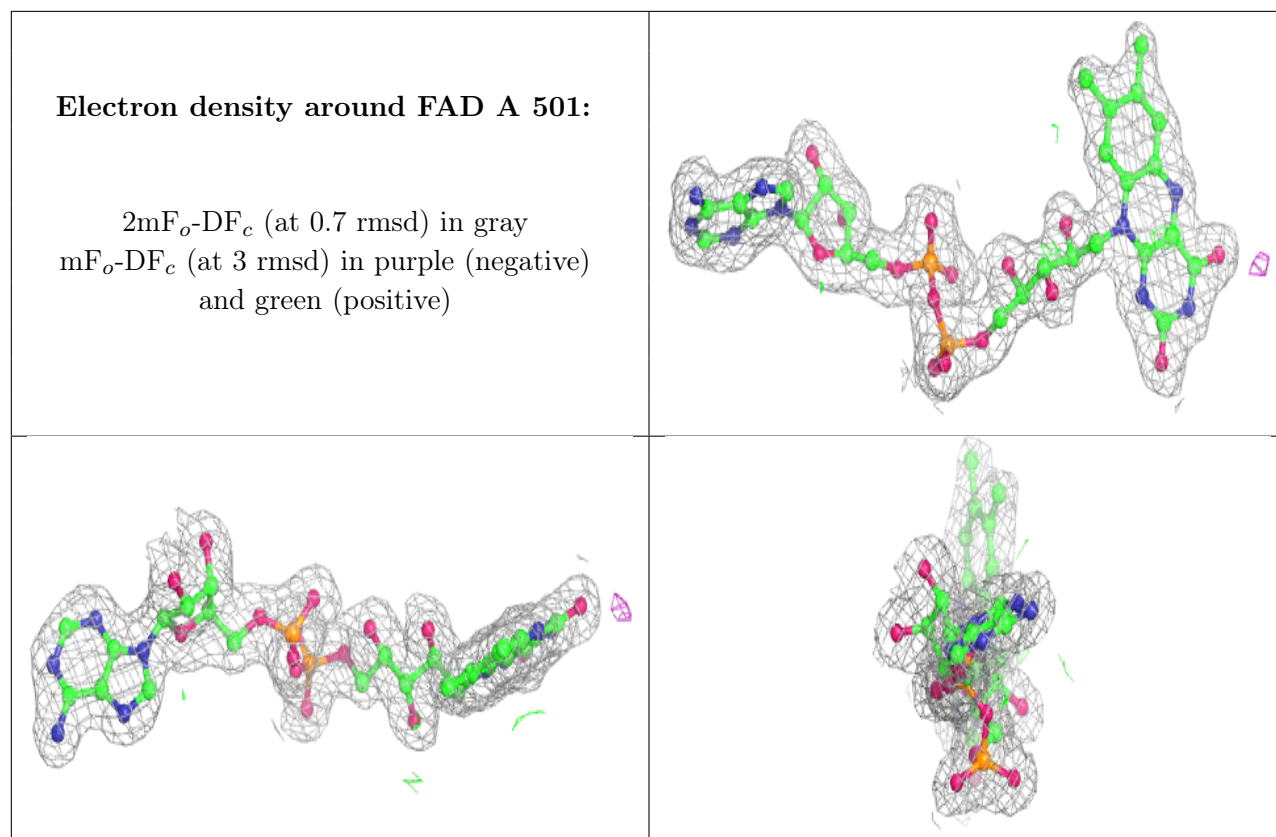 Electron density around FAD A 501:
2mFₒ-DF𝒸 (at 0.7 rmsd) in gray
mFₒ-DF𝒸 (at 3 rmsd) in purple (negative)
and green (positive)